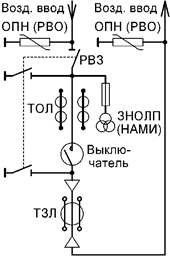 Возд. ввод Возд. ввод
ОПН (РВО) ОПН (РВО)
РВЗ
ТОЛ
ЗНОЛП
(НАМИ)
Выклю-
чатель
ТЗЛ